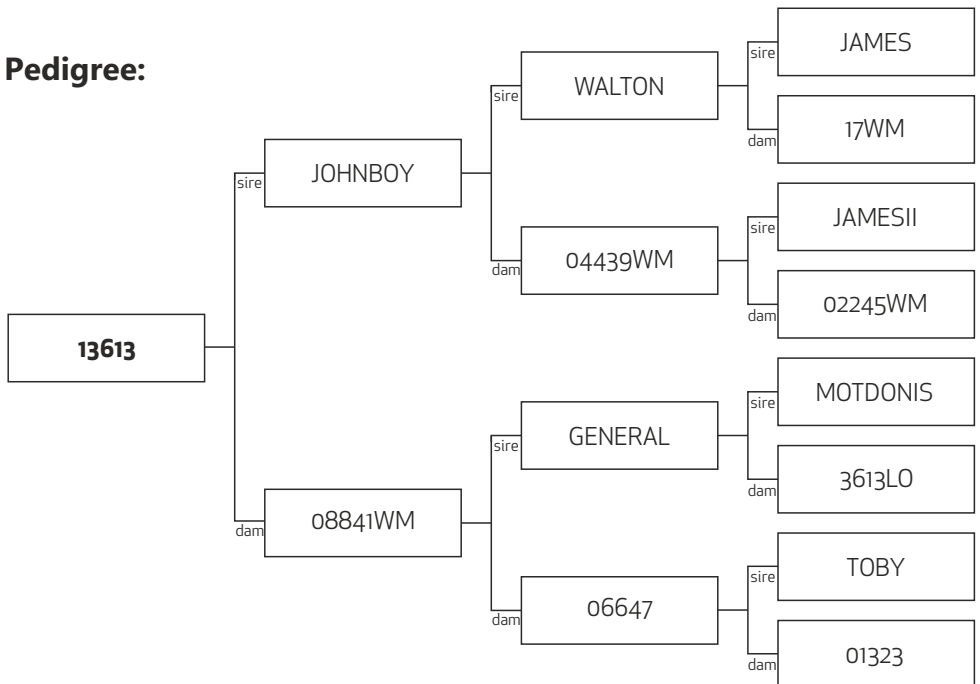 Pedigree:
13613
sire
JOHNBOY
dam
08841WM
sire
WALTON
dam
04439WM
sire
GENERAL
dam
06647
sire
JAMES
dam
17WM
sire
JAMESII
dam
02245WM
sire
MOTDONIS
dam
3613LO
sire
TOBY
dam
01323